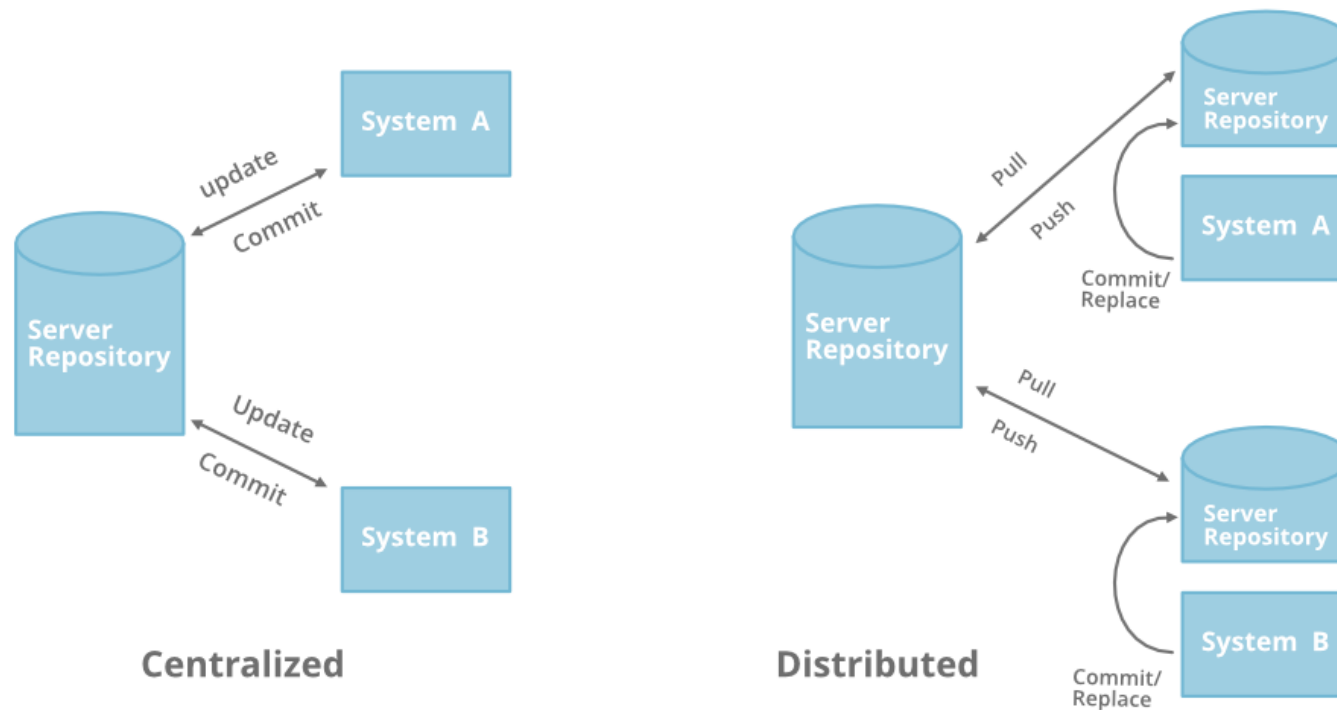 System A
update
Commit
Server
Repository
Update
Commit
System B
Centralized
Server
Repository
Pull
Push
System A
Commit/
Replace
Server
Repository
Pull
Push
Server
Repository
System B
Commit/
Replace
Distributed